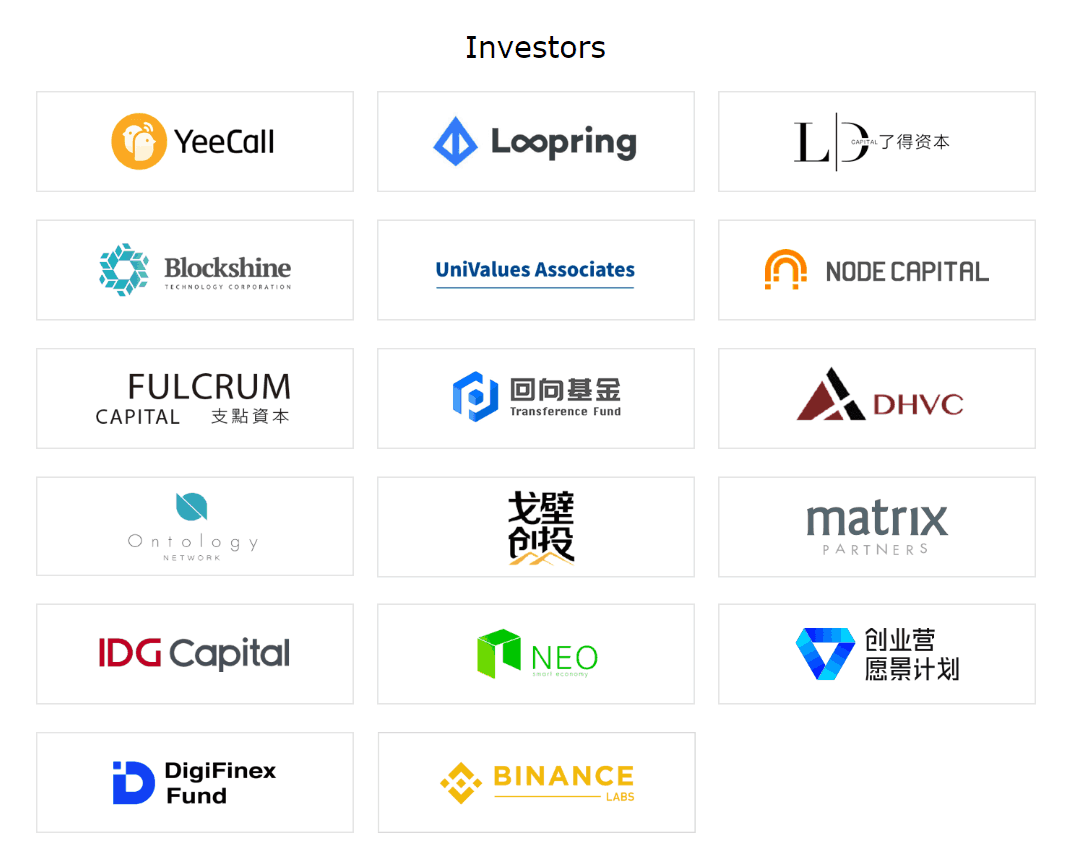 Investors
YeeCall
Loopring
LD CAPITAL 了得资本
Blockshine
TECHNOLOGY CORPORATION
UniValues Associates
NODE CAPITAL
FULCRUM
CAPITAL 支點資本
回向基金
Transference Fund
DHVC
Ontology
NETWORK
戈壁
创投
matrix
PARTNERS
IDG Capital
NEO
smart economy
创业营
愿景计划
DigiFinex
Fund
BINANCE
LABS